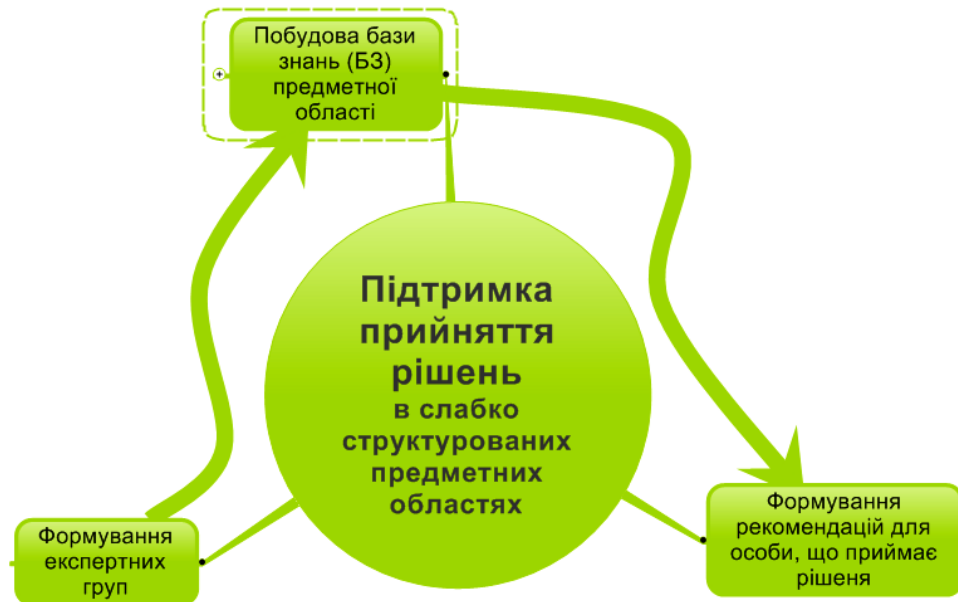 Побудова бази
знань (БЗ)
предметної
області
Підтримка
прийняття
рішень
в слабко
структурованих
предметних
областях
Формування
експертних
груп
Формування
рекомендацій для
особи, що приймає
рішеня